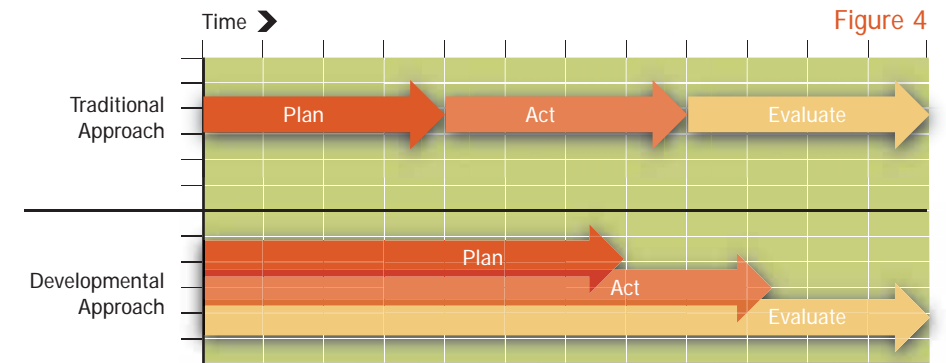 Time
Figure 4
Traditional
Approach
Plan
Act
Evaluate
Developmental
Approach
Plan
Act
Evaluate